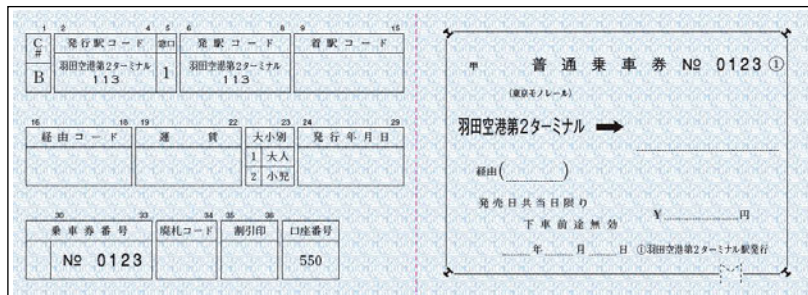 1 2 4 5 6 8 9 15
C# 発行駅コード 窓口 発駅コード 着駅コード
B 羽田空港第2ターミナル 113 1 羽田空港第2ターミナル 113
16 18 19 22 23 24 29
経由コード 運賃 大小別 発行年月日
1 大人
2 小児
30 33 34 35 36
乗車券番号 廃札コード 割引印 口座番号
№ 0123 550
甲 普通乗車券 № 0123 ①
(東京モノレール)
羽田空港第2ターミナル ➡
経由( )
発売日共当日限り
下車前途無効 ¥ 円
年 月 日 ①羽田空港第2ターミナル駅発行